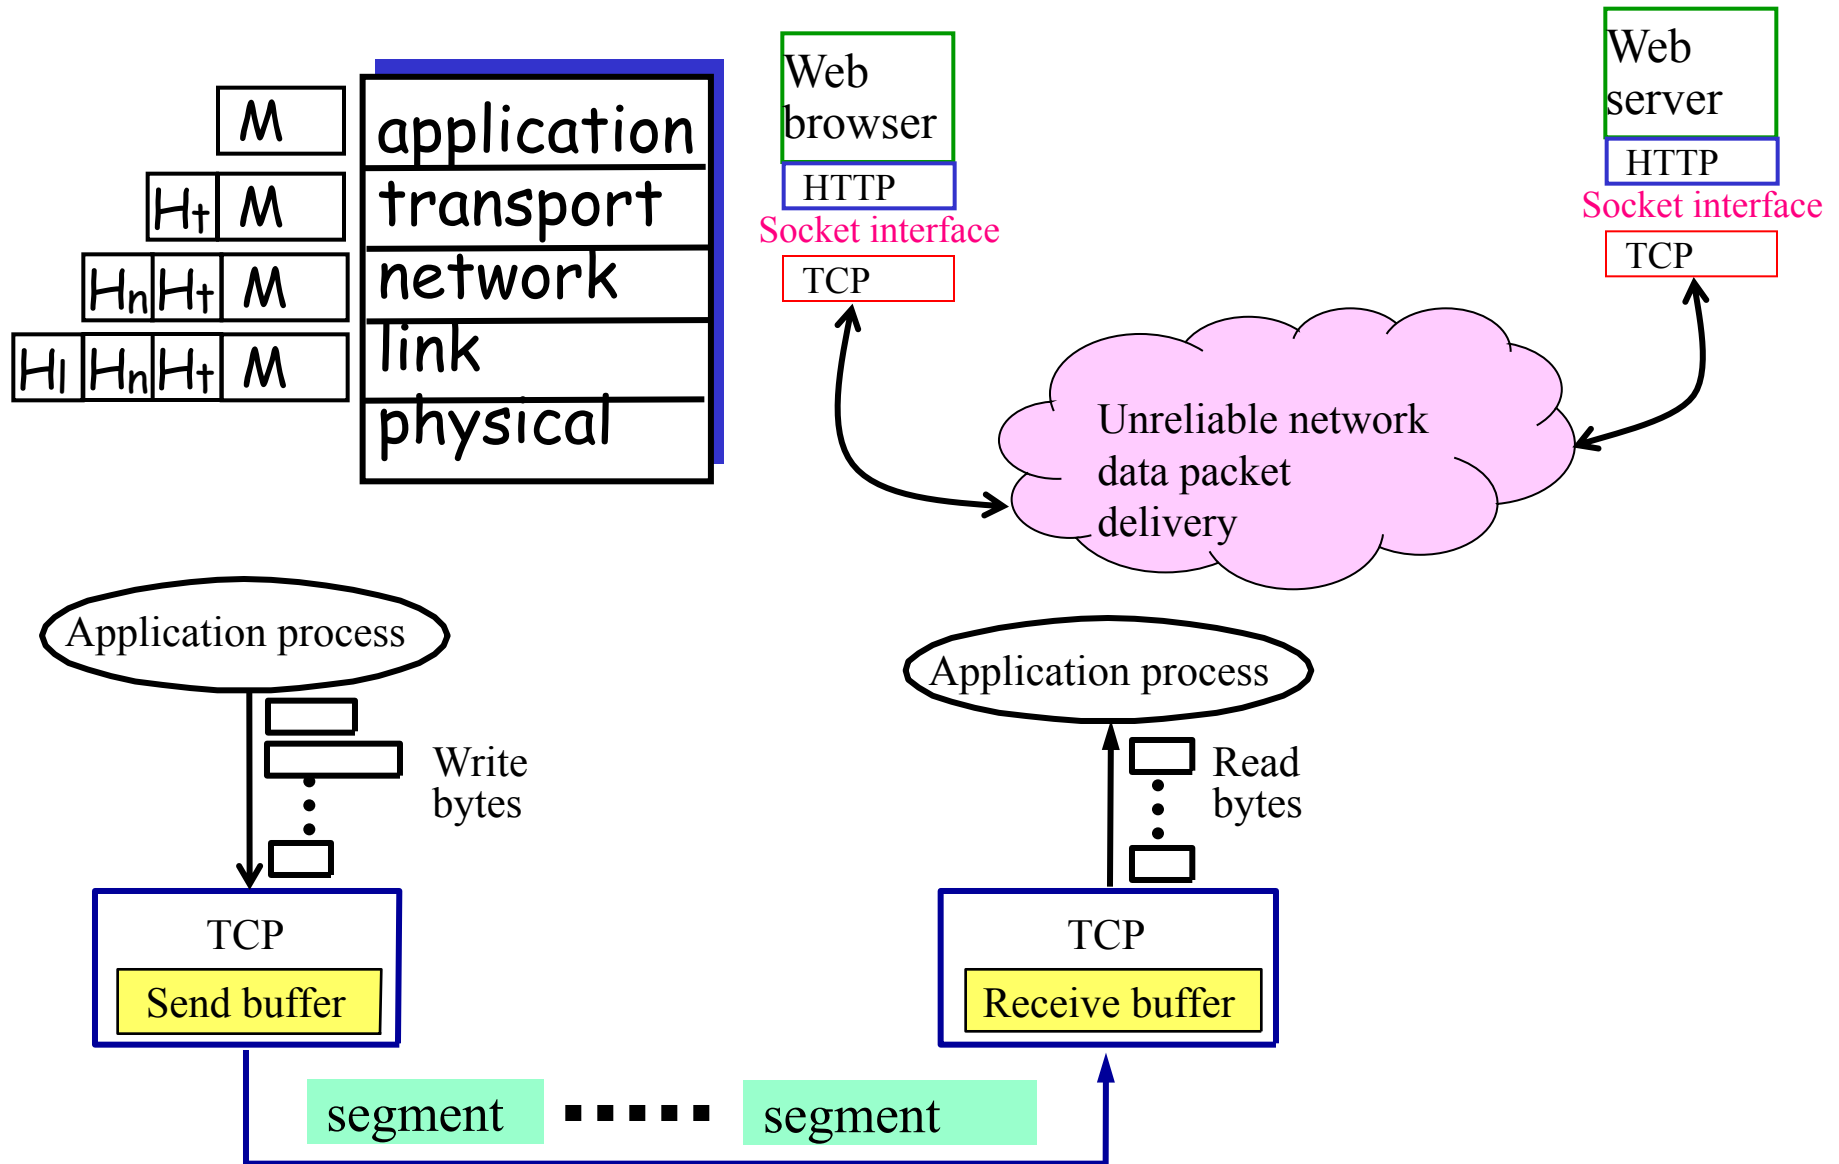 M
application
Ht M
transport
Hn Ht M
network
Hl Hn Ht M
link
physical
Web
browser
HTTP
Socket interface
TCP
Web
server
HTTP
Socket interface
TCP
Unreliable network
data packet
delivery
Application process
Write
bytes
TCP
Send buffer
Application process
Read
bytes
TCP
Receive buffer
segment
segment